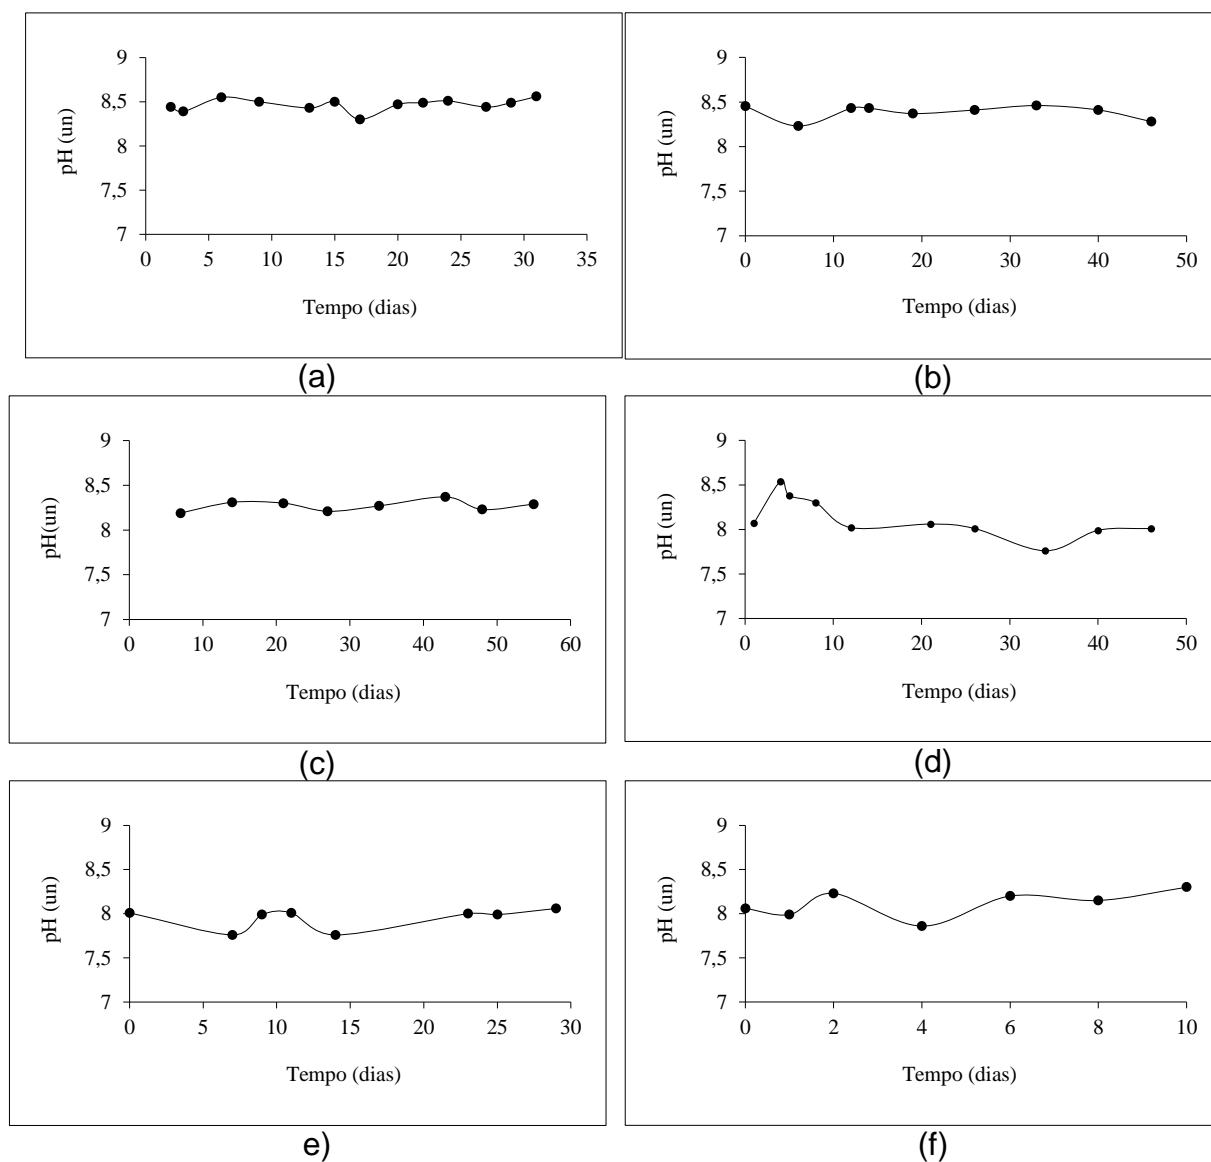 9
8,5
8
7,5
7
pH (un)
0 5 10 15 20 25 30 35
Tempo (dias)
(a)
9
8,5
8
7,5
7
pH (un)
0 10 20 30 40 50
Tempo (dias)
(b)
9
8,5
8
7,5
7
pH(un)
0 10 20 30 40 50 60
Tempo (dias)
(c)
9
8,5
8
7,5
7
pH (un)
0 10 20 30 40 50
Tempo (dias)
(d)
9
8,5
8
7,5
7
pH (un)
0 5 10 15 20 25 30
Tempo (dias)
e)
9
8,5
8
7,5
7
pH (un)
0 2 4 6 8 10
Tempo (dias)
(f)